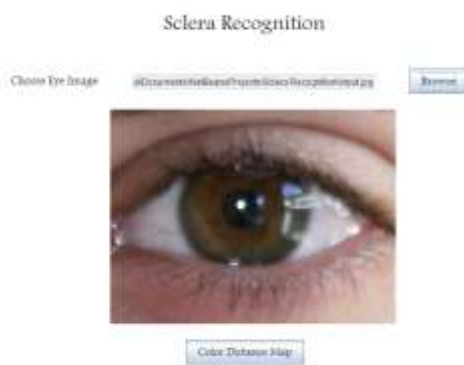 Sclera Recognition
Choose Eye Image
Browse
Color Distance Map